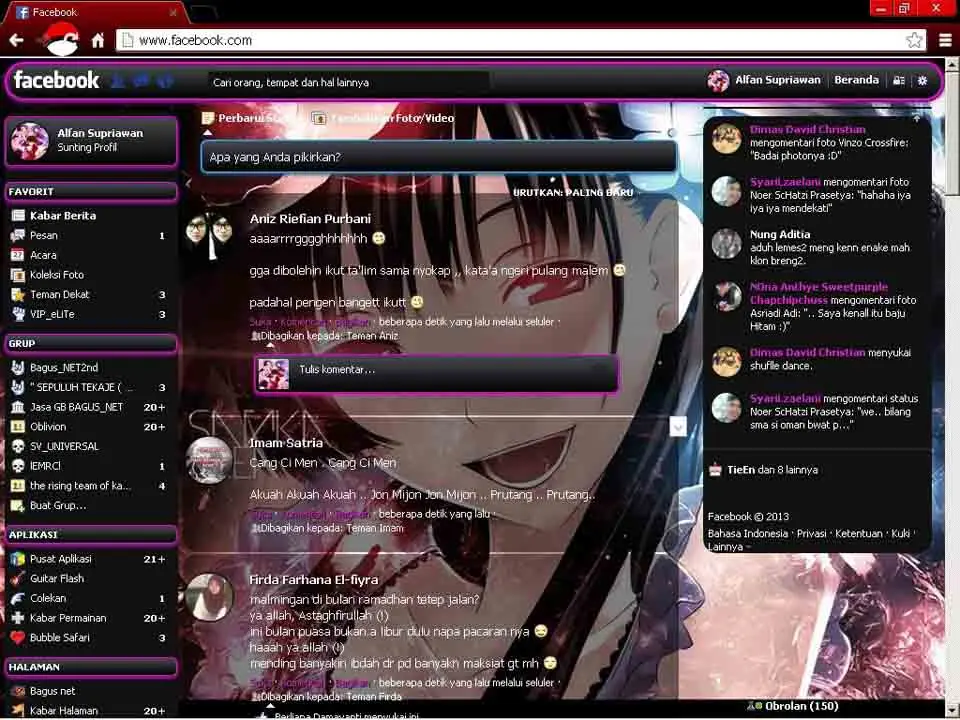 Facebook
www.facebook.com
facebook
Cari orang, tempat dan hal lainnya
Alfan Supriawan
Beranda
Alfan Supriawan
Sunting Profil
FAVORIT
Kabar Berita
Pesan 1
Acara
Koleksi Foto
Teman Dekat 3
VIP_eLiTe 3
GRUP
Bagus_NET2nd
" SEPULUH TEKAJE ( ... 3
Jasa GB BAGUS_NET 20+
Oblivion 20+
SV_UNIVERSAL
IEMRCI 1
the rising team of ka... 4
Buat Grup...
APLIKASI
Pusat Aplikasi 21+
Guitar Flash
Colekan 1
Kabar Permainan 20+
Bubble Safari 3
HALAMAN
Bagus net
Kabar Halaman 20+
Perbarui Foto/Video
Apa yang Anda pikirkan?
URUTKAN: PALING BARU
Aniz Riefian Purbani
aaaarrrrgggghhhhhhh
gga dibolehin ikut ta'lim sama nyokap ,, kata'a ngeri pulang malem
padahal pengen bangett ikutt
Suka · Komentari · Bagikan · beberapa detik yang lalu melalui seluler ·
Dibagikan kepada: Teman Aniz
Tulis komentar...
Imam Satria
Cang Ci Men . Cang Ci Men
Akuah Akuah Akuah .. Jon Mijon Jon Mijon .. Prutang .. Prutang..
Suka · Komentari · Bagikan · beberapa detik yang lalu ·
Dibagikan kepada: Teman Imam
Firda Farhana El-fiyra
malmingan di bulan ramadhan tetep jalan?
ya allah, Astaghfirullah (!)
ini bulan puasa bukan.a libur dulu napa pacaran nya
haaah ya allah (!)
mending banyakin ibdah dr pd banyakn maksiat gt mh
Suka · Komentari · Bagikan · beberapa detik yang lalu melalui seluler ·
Dibagikan kepada: Teman Firda
Berliana Damayanti menyukai ini
Dimas David Christian
mengomentari foto Vinzo Crossfire:
"Badai photonya :D"
SyariLzaelani mengomentari foto
Noer ScHatzi Prasetya: "hahaha iya
iya iya mendekati"
Nung Aditia
aduh lemes2 meng kenn enake mah
klon breng2.
NOna Anthye Sweetpurple
Chapchipchuss mengomentari foto
Asriadi Adi: ".. Saya kenall itu baju
Hitam :)"
Dimas David Christian menyukai
shuflle dance.
SyariLzaelani mengomentari status
Noer ScHatzi Prasetya: "we.. bilang
sma si oman bwat p..."
TieEn dan 8 lainnya
Facebook © 2013
Bahasa Indonesia · Privasi · Ketentuan · Kuki ·
Lainnya
Obrolan (150)